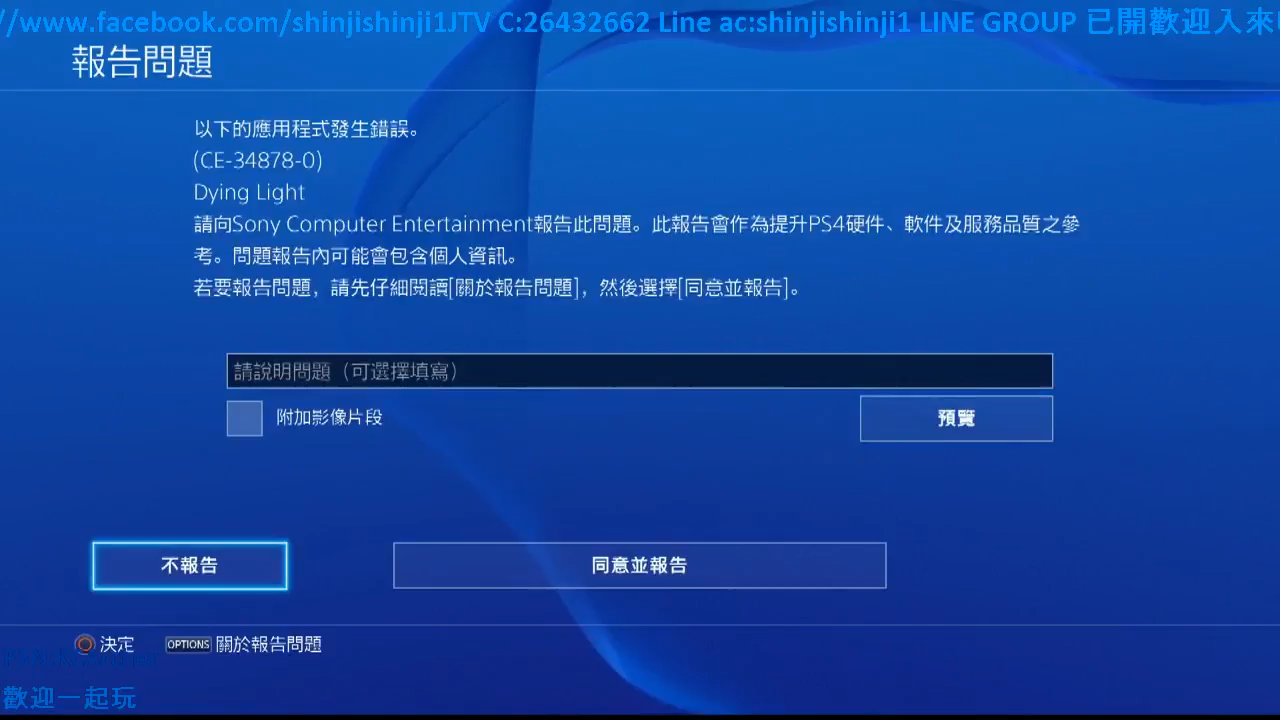 //www.facebook.com/shinjishinji1JTV C:26432662 Line ac:shinjishinji1 LINE GROUP 已開歡迎入來
報告問題
以下的應用程式發生錯誤。
(CE-34878-0)
Dying Light
請向Sony Computer Entertainment報告此問題。此報告會作為提升PS4硬件、軟件及服務品質之參
考。問題報告內可能會包含個人資訊。
若要報告問題，請先仔細閱讀[關於報告問題]，然後選擇[同意並報告]。
請說明問題（可選擇填寫）
附加影像片段
預覽
不報告
同意並報告
決定
OPTIONS 關於報告問題
歡迎一起玩